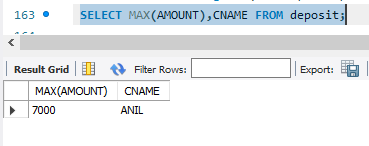 163
SELECT MAX(AMOUNT),CNAME FROM deposit;
Result Grid Filter Rows: Export:
MAX(AMOUNT) CNAME
7000 ANIL